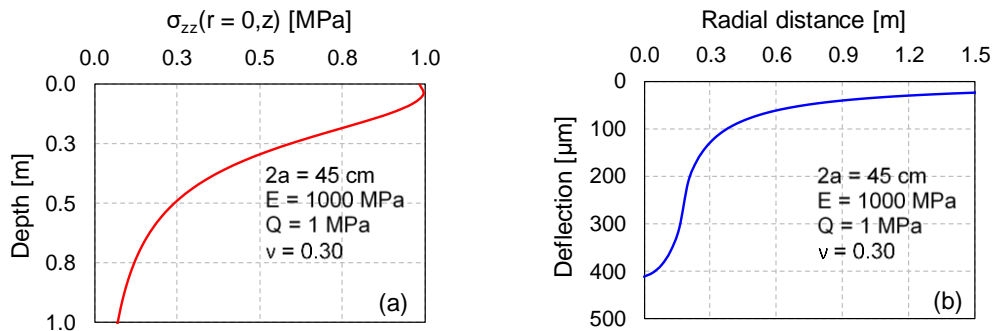 σzz(r = 0,z) [MPa]
0.0 0.3 0.5 0.8 1.0
0.0
0.3
0.5
0.8
1.0
Depth [m]
2a = 45 cm
E = 1000 MPa
Q = 1 MPa
ν = 0.30
(a)
Radial distance [m]
0.0 0.3 0.6 0.9 1.2 1.5
0
100
200
300
400
500
Deflection [µm]
2a = 45 cm
E = 1000 MPa
Q = 1 MPa
ν = 0.30
(b)